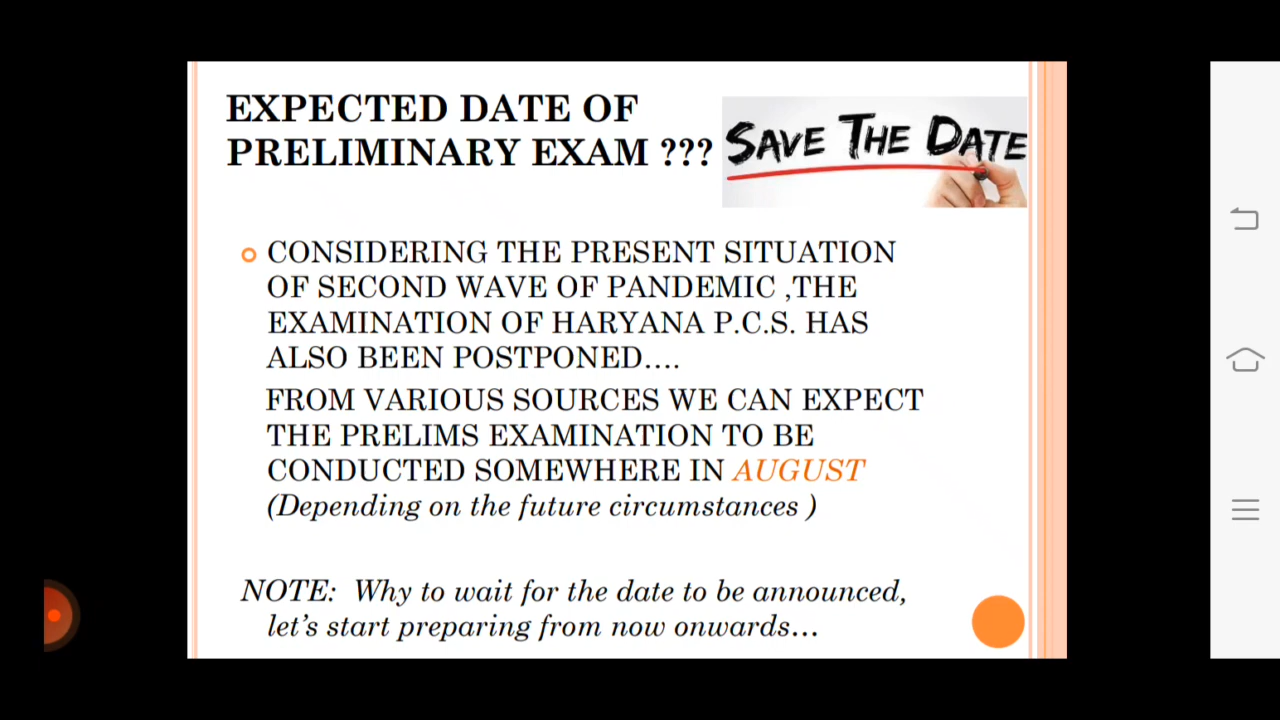 EXPECTED DATE OF
PRELIMINARY EXAM ???
SAVE THE DATE
CONSIDERING THE PRESENT SITUATION
OF SECOND WAVE OF PANDEMIC ,THE
EXAMINATION OF HARYANA P.C.S. HAS
ALSO BEEN POSTPONED....
FROM VARIOUS SOURCES WE CAN EXPECT
THE PRELIMS EXAMINATION TO BE
CONDUCTED SOMEWHERE IN AUGUST
(Depending on the future circumstances )
NOTE: Why to wait for the date to be announced,
let's start preparing from now onwards...